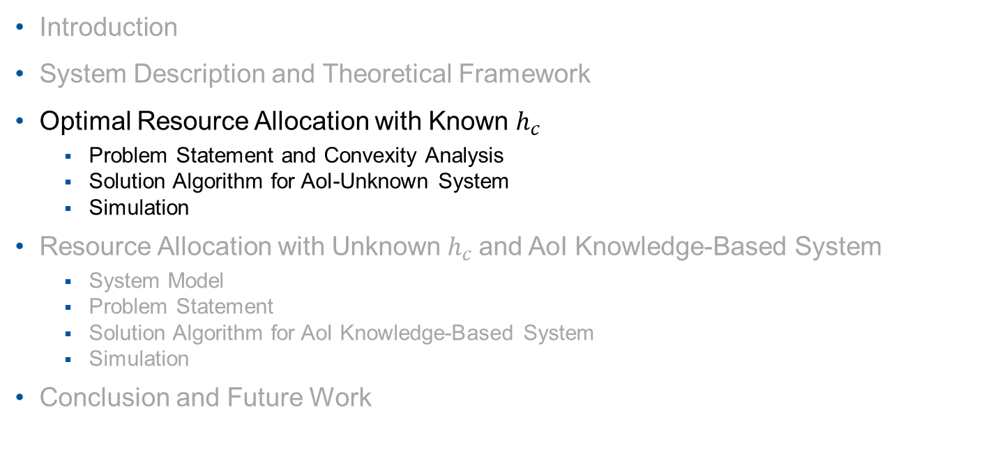 • Introduction
• System Description and Theoretical Framework
• Optimal Resource Allocation with Known h_c
▪ Problem Statement and Convexity Analysis
▪ Solution Algorithm for AoI-Unknown System
▪ Simulation
• Resource Allocation with Unknown h_c and AoI Knowledge-Based System
▪ System Model
▪ Problem Statement
▪ Solution Algorithm for AoI Knowledge-Based System
▪ Simulation
• Conclusion and Future Work